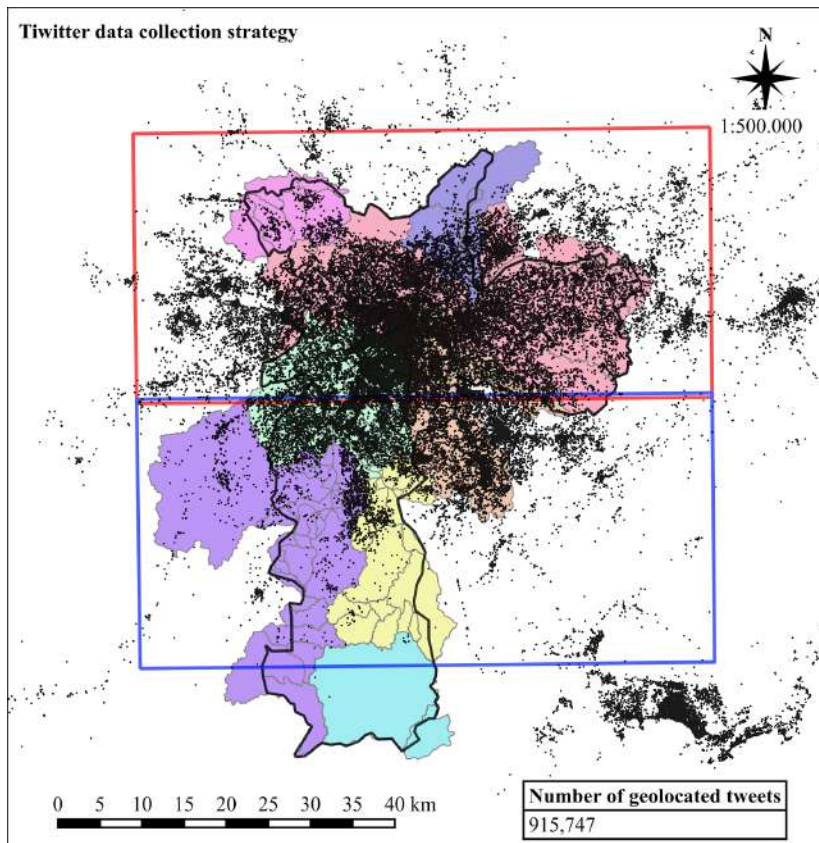 Tiwitter data collection strategy
N
1:500.000
0 5 10 15 20 25 30 35 40 km
Number of geolocated tweets
915,747